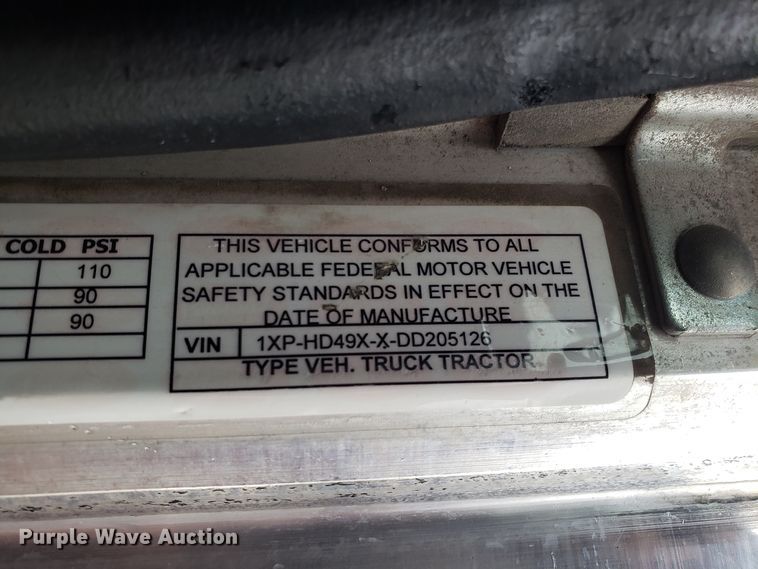 COLD PSI
110
90
90
THIS VEHICLE CONFORMS TO ALL
APPLICABLE FEDERAL MOTOR VEHICLE
SAFETY STANDARDS IN EFFECT ON THE
DATE OF MANUFACTURE
VIN 1XP-HD49X-X-DD205126
TYPE VEH. TRUCK TRACTOR
Purple Wave Auction